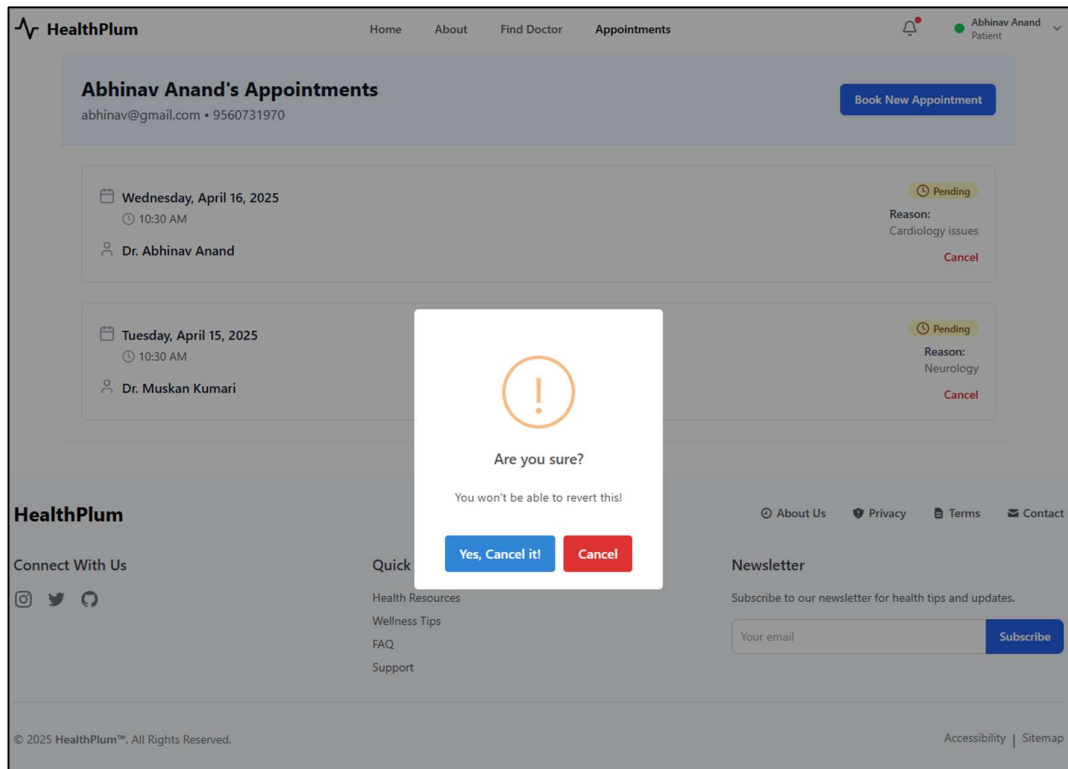 HealthPlum
Home About Find Doctor Appointments
Abhinav Anand
Patient
Abhinav Anand's Appointments
abhinav@gmail.com • 9560731970
Book New Appointment
Wednesday, April 16, 2025
10:30 AM
Dr. Abhinav Anand
Pending
Reason:
Cardiology issues
Cancel
Tuesday, April 15, 2025
10:30 AM
Dr. Muskan Kumari
Pending
Reason:
Neurology
Cancel
Are you sure?
You won't be able to revert this!
Yes, Cancel it! Cancel
HealthPlum
About Us Privacy Terms Contact
Connect With Us
Quick
Health Resources
Wellness Tips
FAQ
Support
Newsletter
Subscribe to our newsletter for health tips and updates.
Your email Subscribe
© 2025 HealthPlum™. All Rights Reserved.
Accessibility | Sitemap